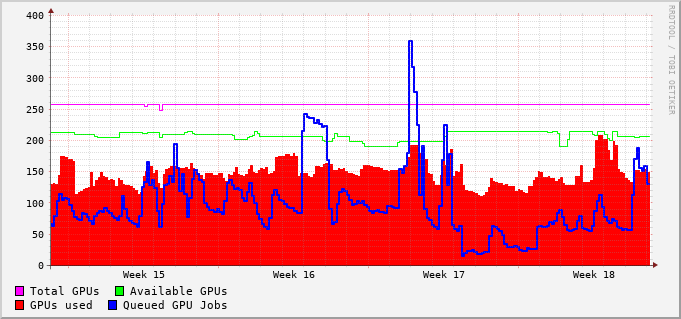 400
350
300
250
200
150
100
50
0
Week 15 Week 16 Week 17 Week 18
Total GPUs Available GPUs
GPUs used Queued GPU Jobs
RRDTOOL / TOBI OETIKER